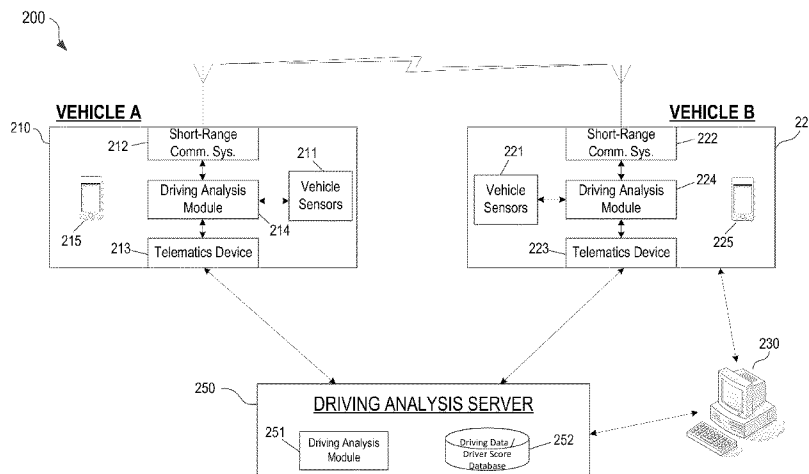 200
VEHICLE A
VEHICLE B
210
212
Short-Range
Comm. Sys.
211
Vehicle
Sensors
Driving Analysis
Module
214
215
213
Telematics Device
Short-Range
Comm. Sys.
222
22
221
Vehicle
Sensors
224
Driving Analysis
Module
225
223
Telematics Device
230
250
DRIVING ANALYSIS SERVER
251
Driving Analysis
Module
Driving Data /
Driver Score
Database
252